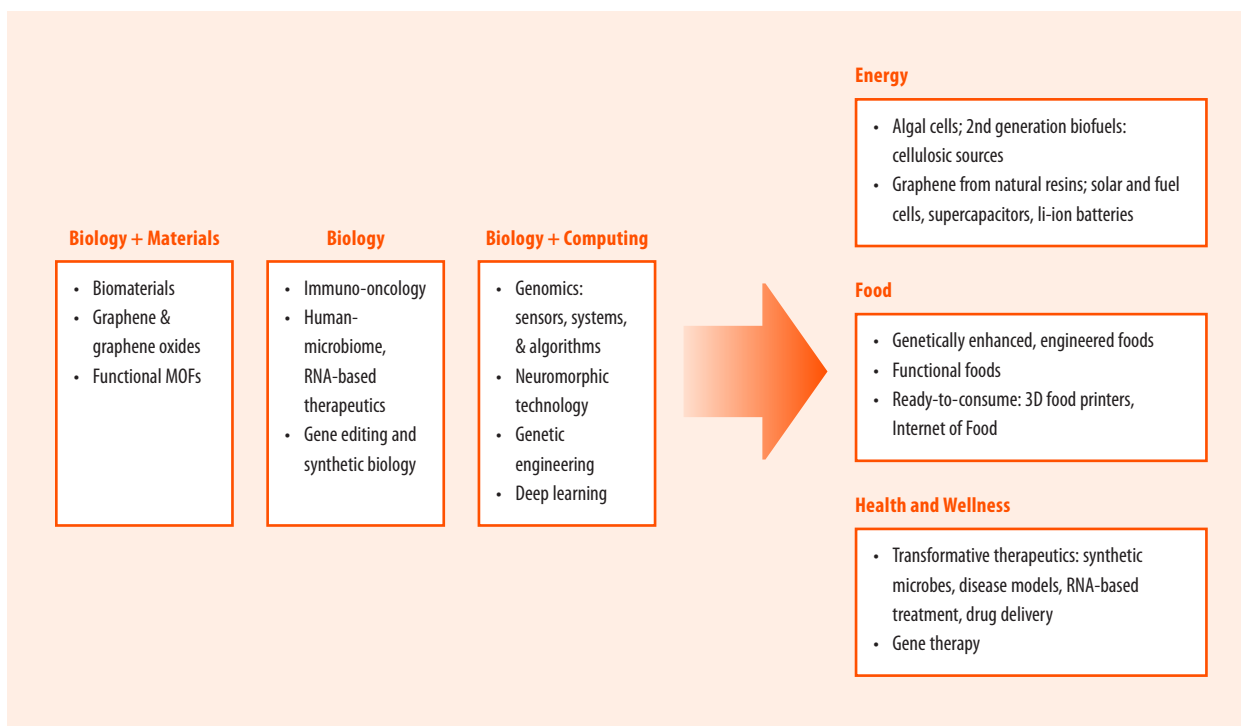 Biology + Materials
• Biomaterials
• Graphene &
graphene oxides
• Functional MOFs
Biology
• Immuno-oncology
• Human-
microbiome,
RNA-based
therapeutics
• Gene editing and
synthetic biology
Biology + Computing
• Genomics:
sensors, systems,
& algorithms
• Neuromorphic
technology
• Genetic
engineering
• Deep learning
Energy
• Algal cells; 2nd generation biofuels:
cellulosic sources
• Graphene from natural resins; solar and fuel
cells, supercapacitors, li-ion batteries
Food
• Genetically enhanced, engineered foods
• Functional foods
• Ready-to-consume: 3D food printers,
Internet of Food
Health and Wellness
• Transformative therapeutics: synthetic
microbes, disease models, RNA-based
treatment, drug delivery
• Gene therapy